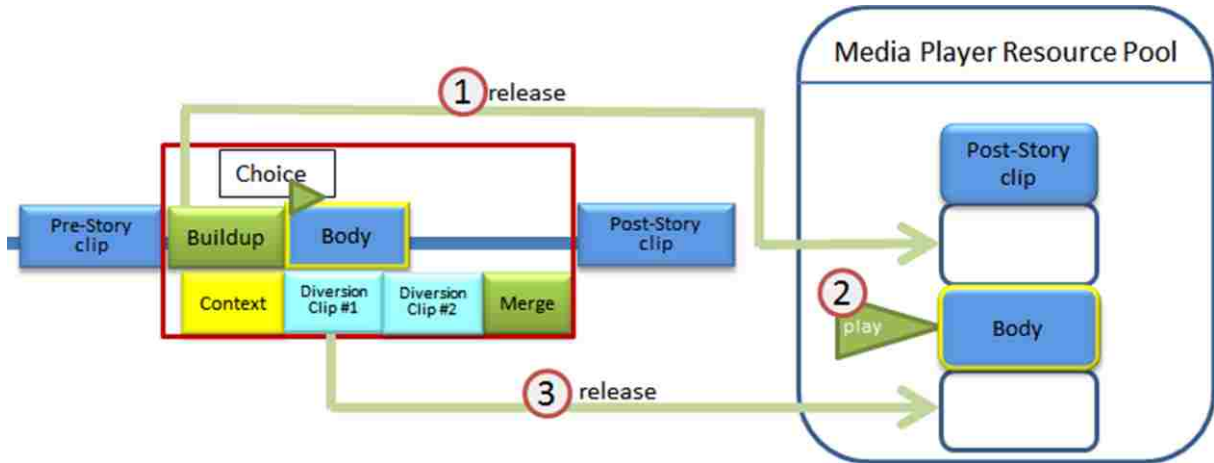 Media Player Resource Pool
1
release
Post-Story
clip
Choice
Pre-Story
clip
Buildup
Body
Post-Story
clip
Context
Diversion
Clip #1
Diversion
Clip #2
Merge
2
play
Body
3
release